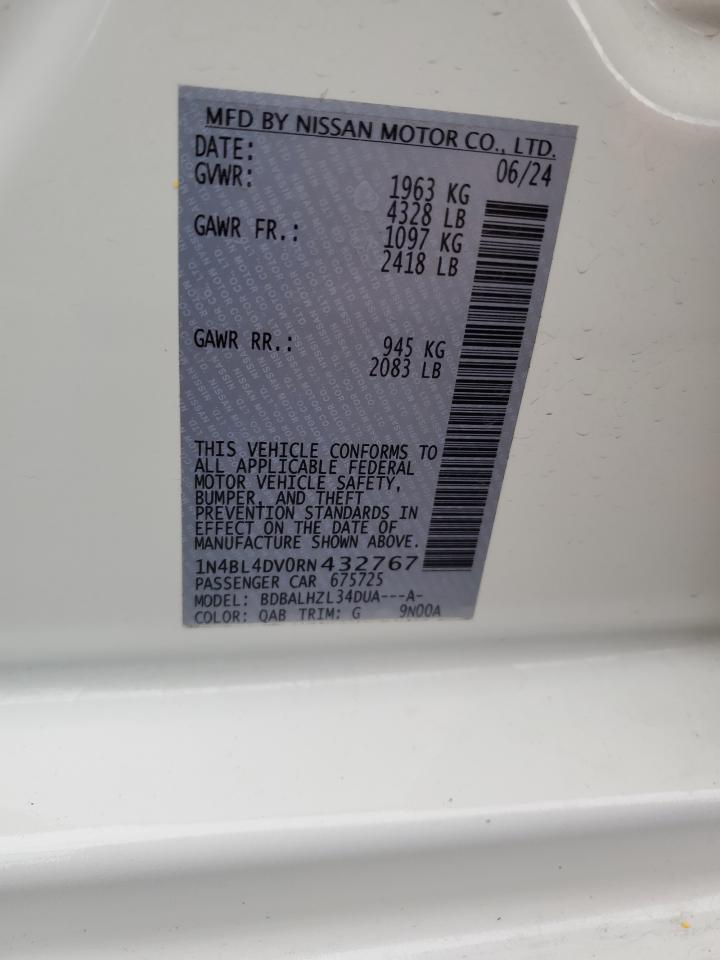 MFD BY NISSAN MOTOR CO., LTD.
DATE: 06/24
GVWR: 1963 KG
4328 LB
GAWR FR.: 1097 KG
2418 LB
GAWR RR.: 945 KG
2083 LB
THIS VEHICLE CONFORMS TO
ALL APPLICABLE FEDERAL
MOTOR VEHICLE SAFETY,
BUMPER, AND THEFT
PREVENTION STANDARDS IN
EFFECT ON THE DATE OF
MANUFACTURE SHOWN ABOVE.
1N4BL4DV0RN432767
PASSENGER CAR 675725
MODEL: BDBALHZL34DUA---A-
COLOR: QAB TRIM: G 9N00A